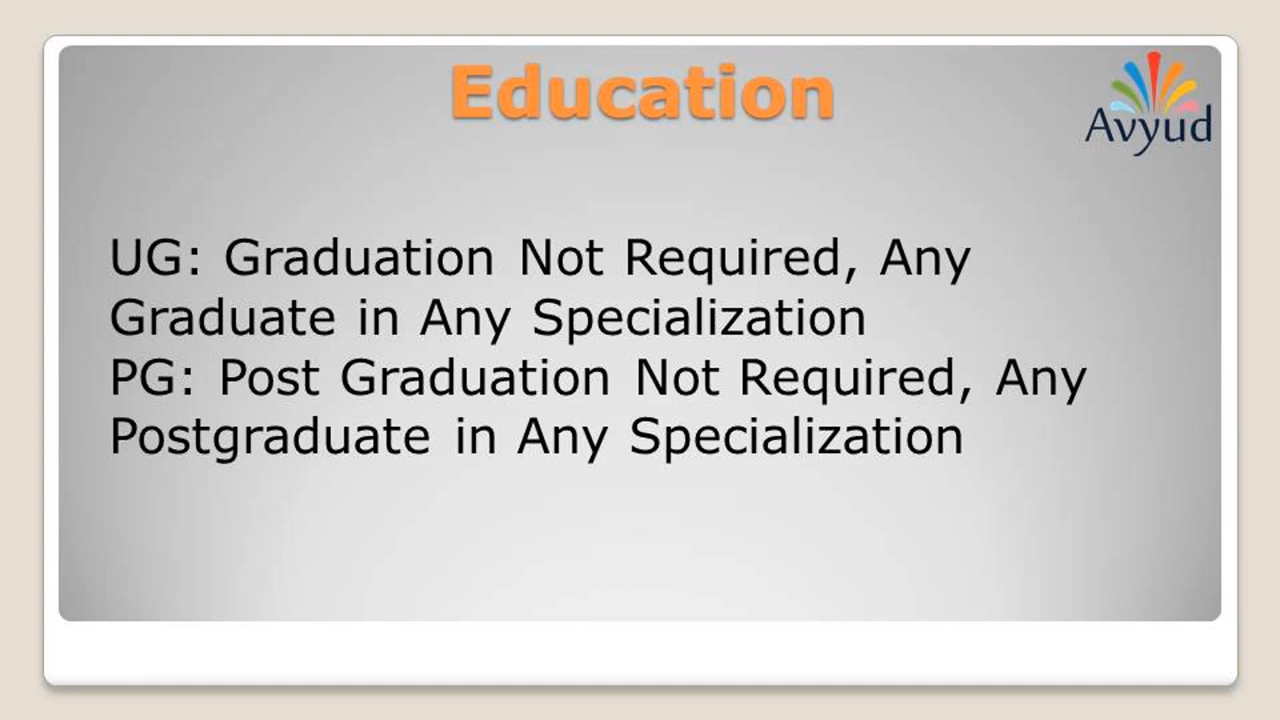 Education
Avyud
UG: Graduation Not Required, Any
Graduate in Any Specialization
PG: Post Graduation Not Required, Any
Postgraduate in Any Specialization